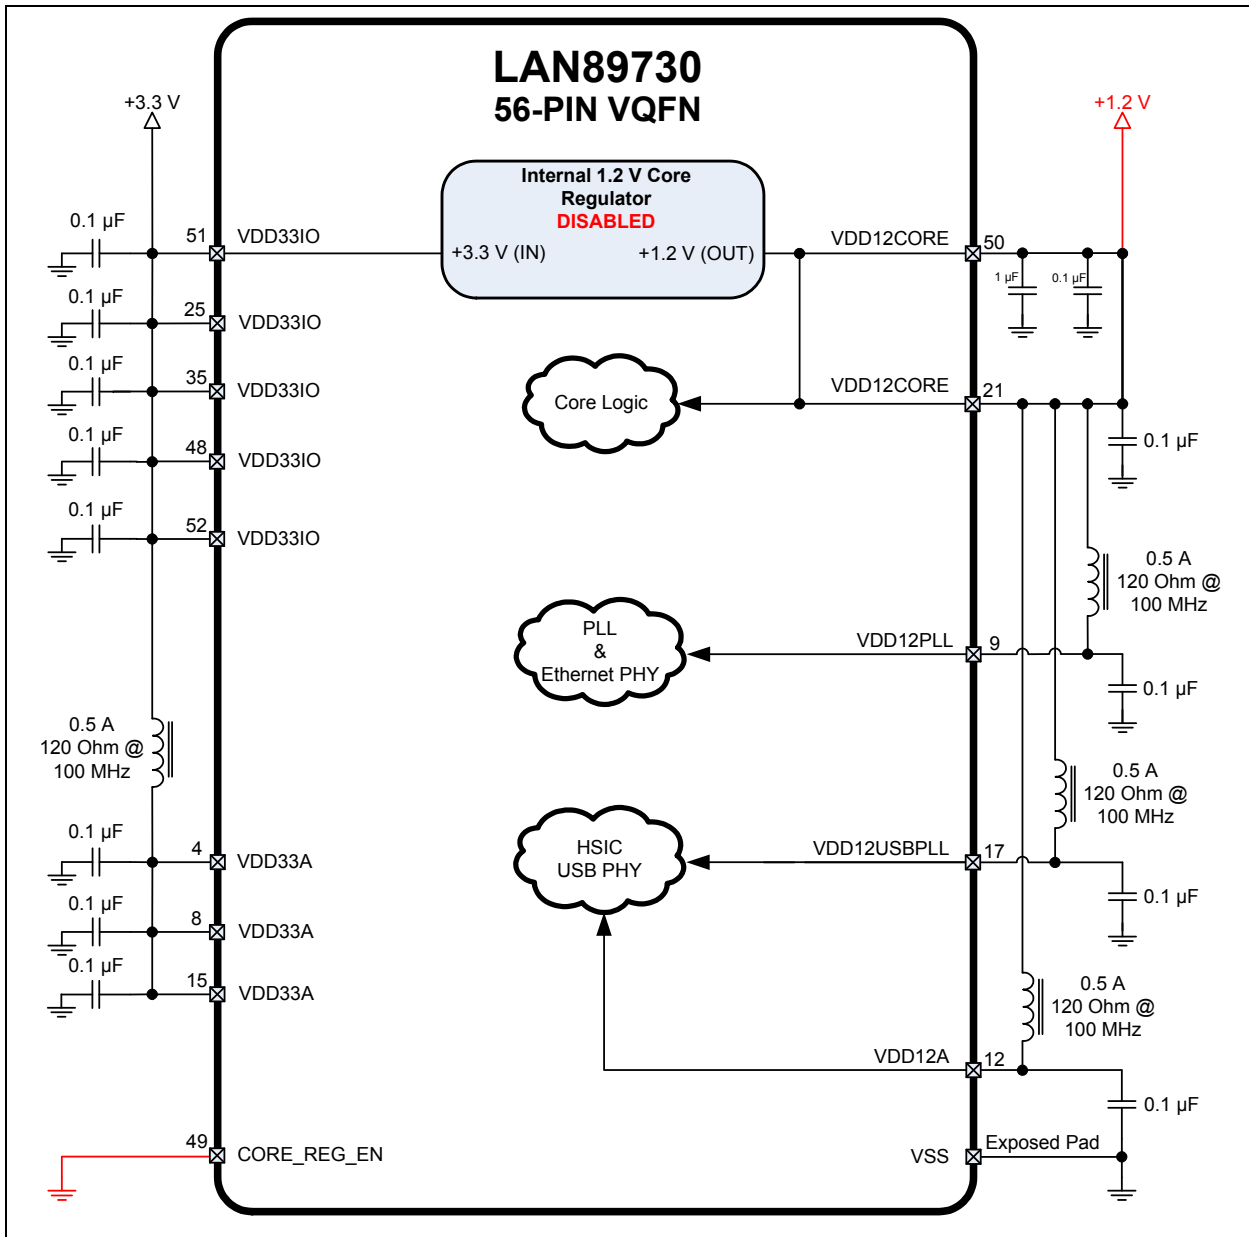 LAN89730
56-PIN VQFN
+3.3 V
+1.2 V
Internal 1.2 V Core
Regulator
DISABLED
+3.3 V (IN)
+1.2 V (OUT)
0.1 µF
51
VDD33IO
VDD12CORE
50
1 µF
0.1 µF
0.1 µF
25
VDD33IO
0.1 µF
35
VDD33IO
Core Logic
VDD12CORE
21
0.1 µF
0.1 µF
48
VDD33IO
0.1 µF
52
VDD33IO
0.5 A
120 Ohm @
100 MHz
PLL
&
Ethernet PHY
VDD12PLL
9
0.1 µF
0.5 A
120 Ohm @
100 MHz
0.5 A
120 Ohm @
100 MHz
0.1 µF
4
VDD33A
HSIC
USB PHY
VDD12USBPLL
17
0.1 µF
0.1 µF
8
VDD33A
0.1 µF
15
VDD33A
0.5 A
120 Ohm @
100 MHz
VDD12A
12
0.1 µF
49
CORE_REG_EN
VSS
Exposed Pad